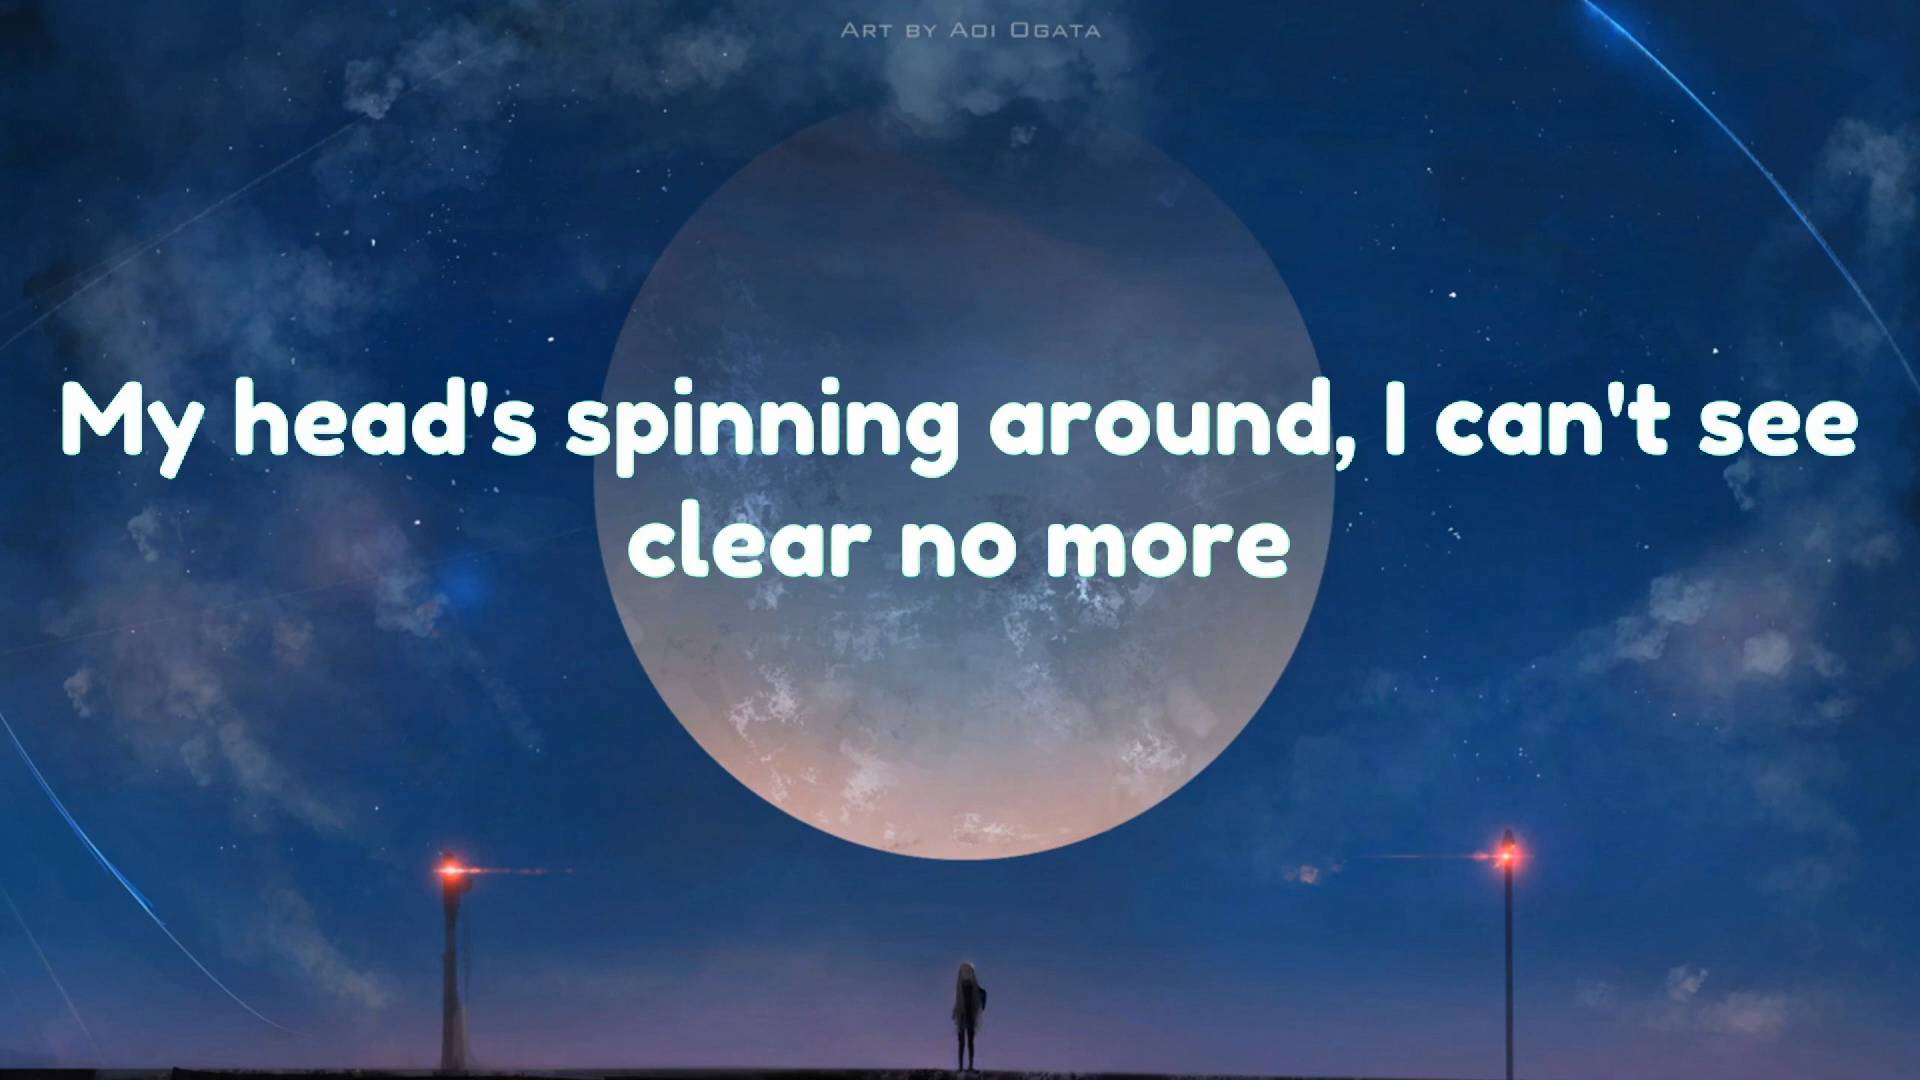 Art by Aoi Ogata
My head's spinning around, I can't see
clear no more